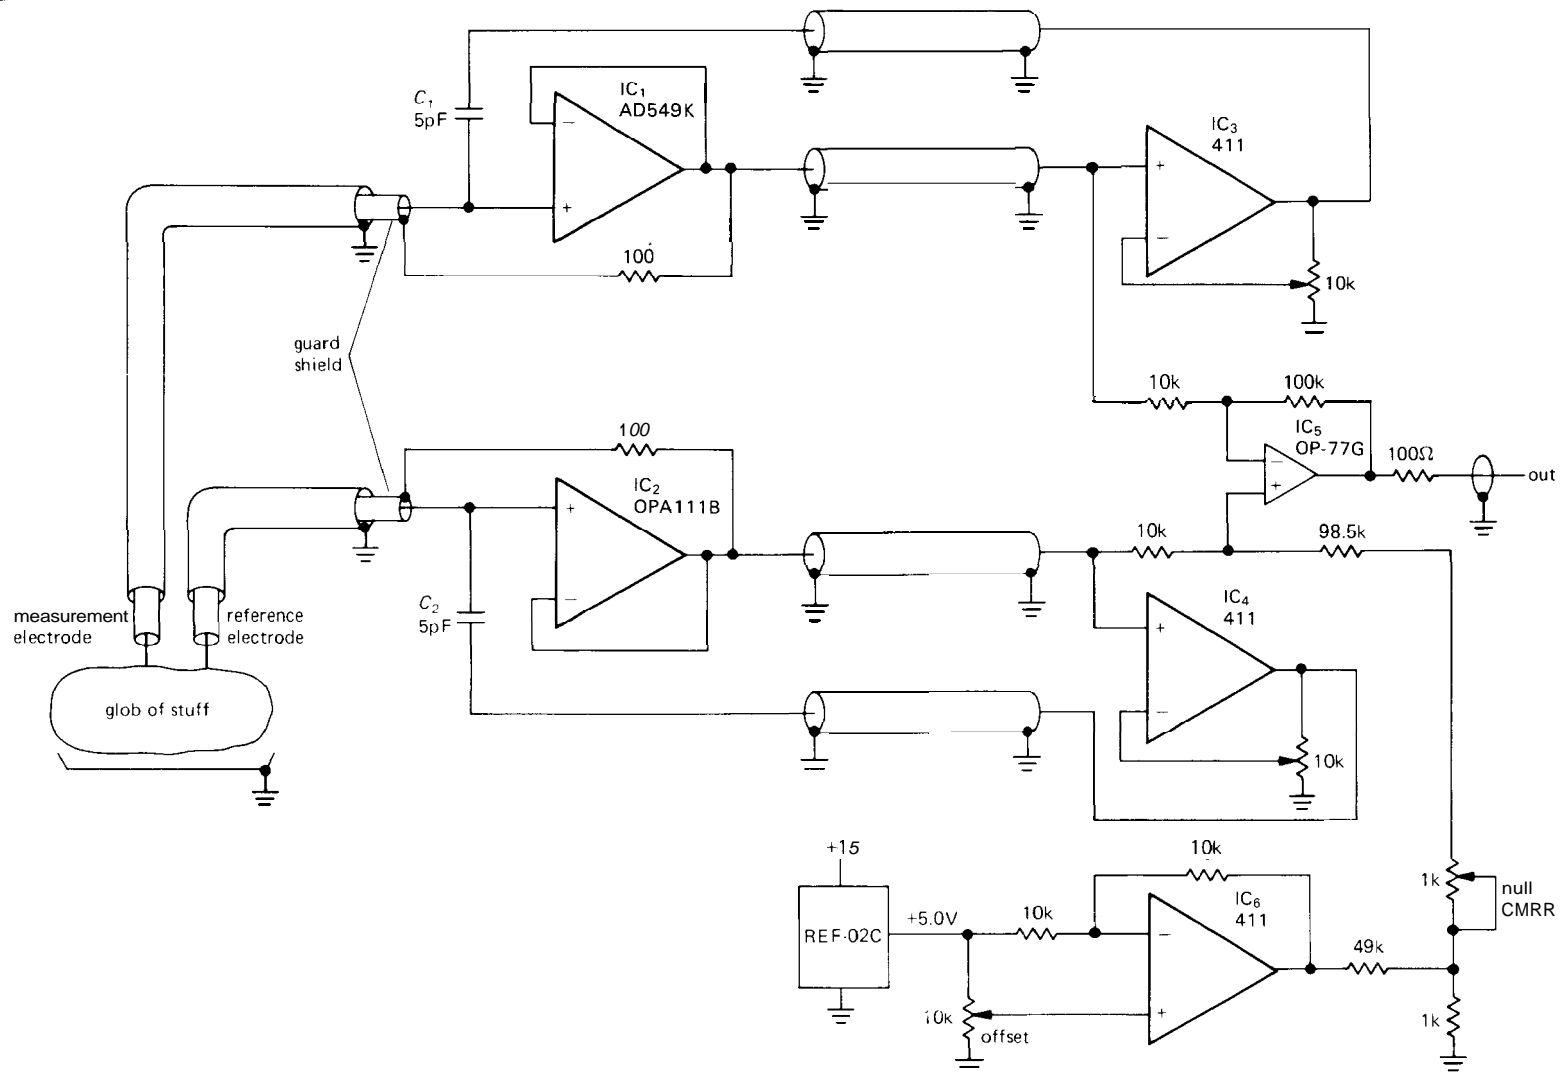 C₁
5pF
IC₁
AD549K
IC₃
411
100
10k
guard
shield
10k
100k
IC₅
OP-77G
100Ω
out
100
IC₂
OPA111B
10k
98.5k
C₂
5pF
IC₄
411
measurement
electrode
reference
electrode
glob of stuff
10k
+15
10k
1k
null
CMRR
REF-02C
+5.0V
10k
IC₆
411
49k
10k
offset
1k
−
+
+
−
−
+
+
−
+
−
−
+